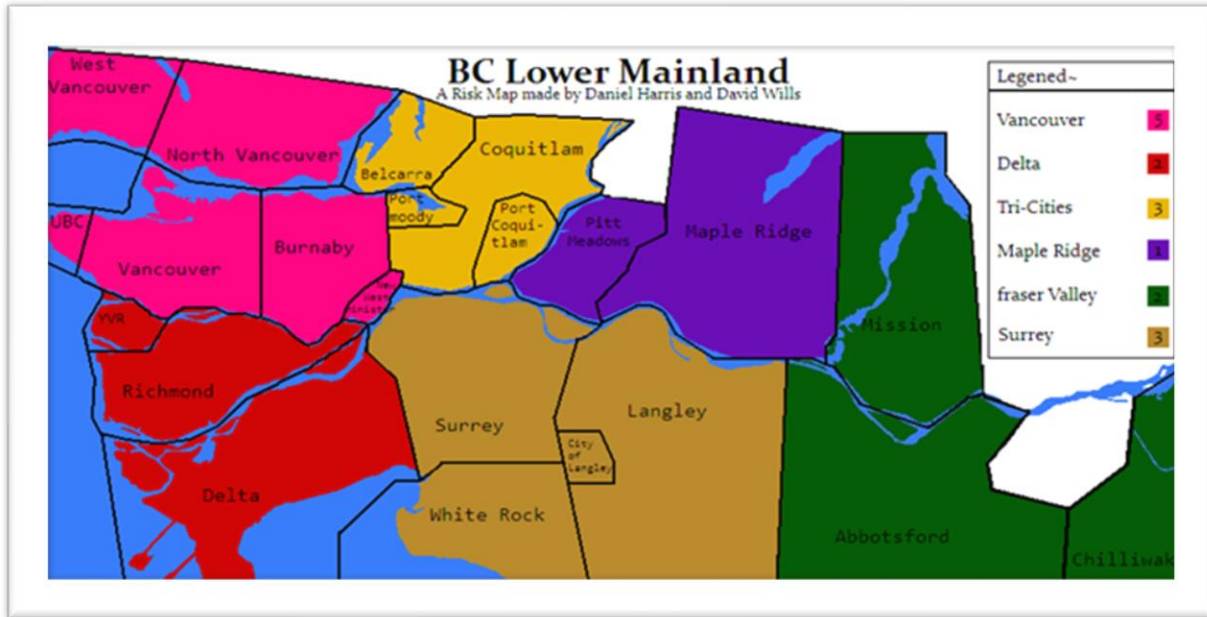 BC Lower Mainland
A Risk Map made by Daniel Harris and David Wills
Legened~
Vancouver 5
Delta 2
Tri-Cities 3
Maple Ridge 1
fraser Valley 2
Surrey 3
West
Vancouver
North Vancouver
Belcarra
Coquitlam
Port
moody
Port
Coqui-
tlam
Pitt
Meadows
Maple Ridge
UBC
Vancouver
Burnaby
New
West
minister
YVR
Mission
Richmond
Surrey
Langley
City
of
Langley
Delta
White Rock
Abbotsford
Chilliwak